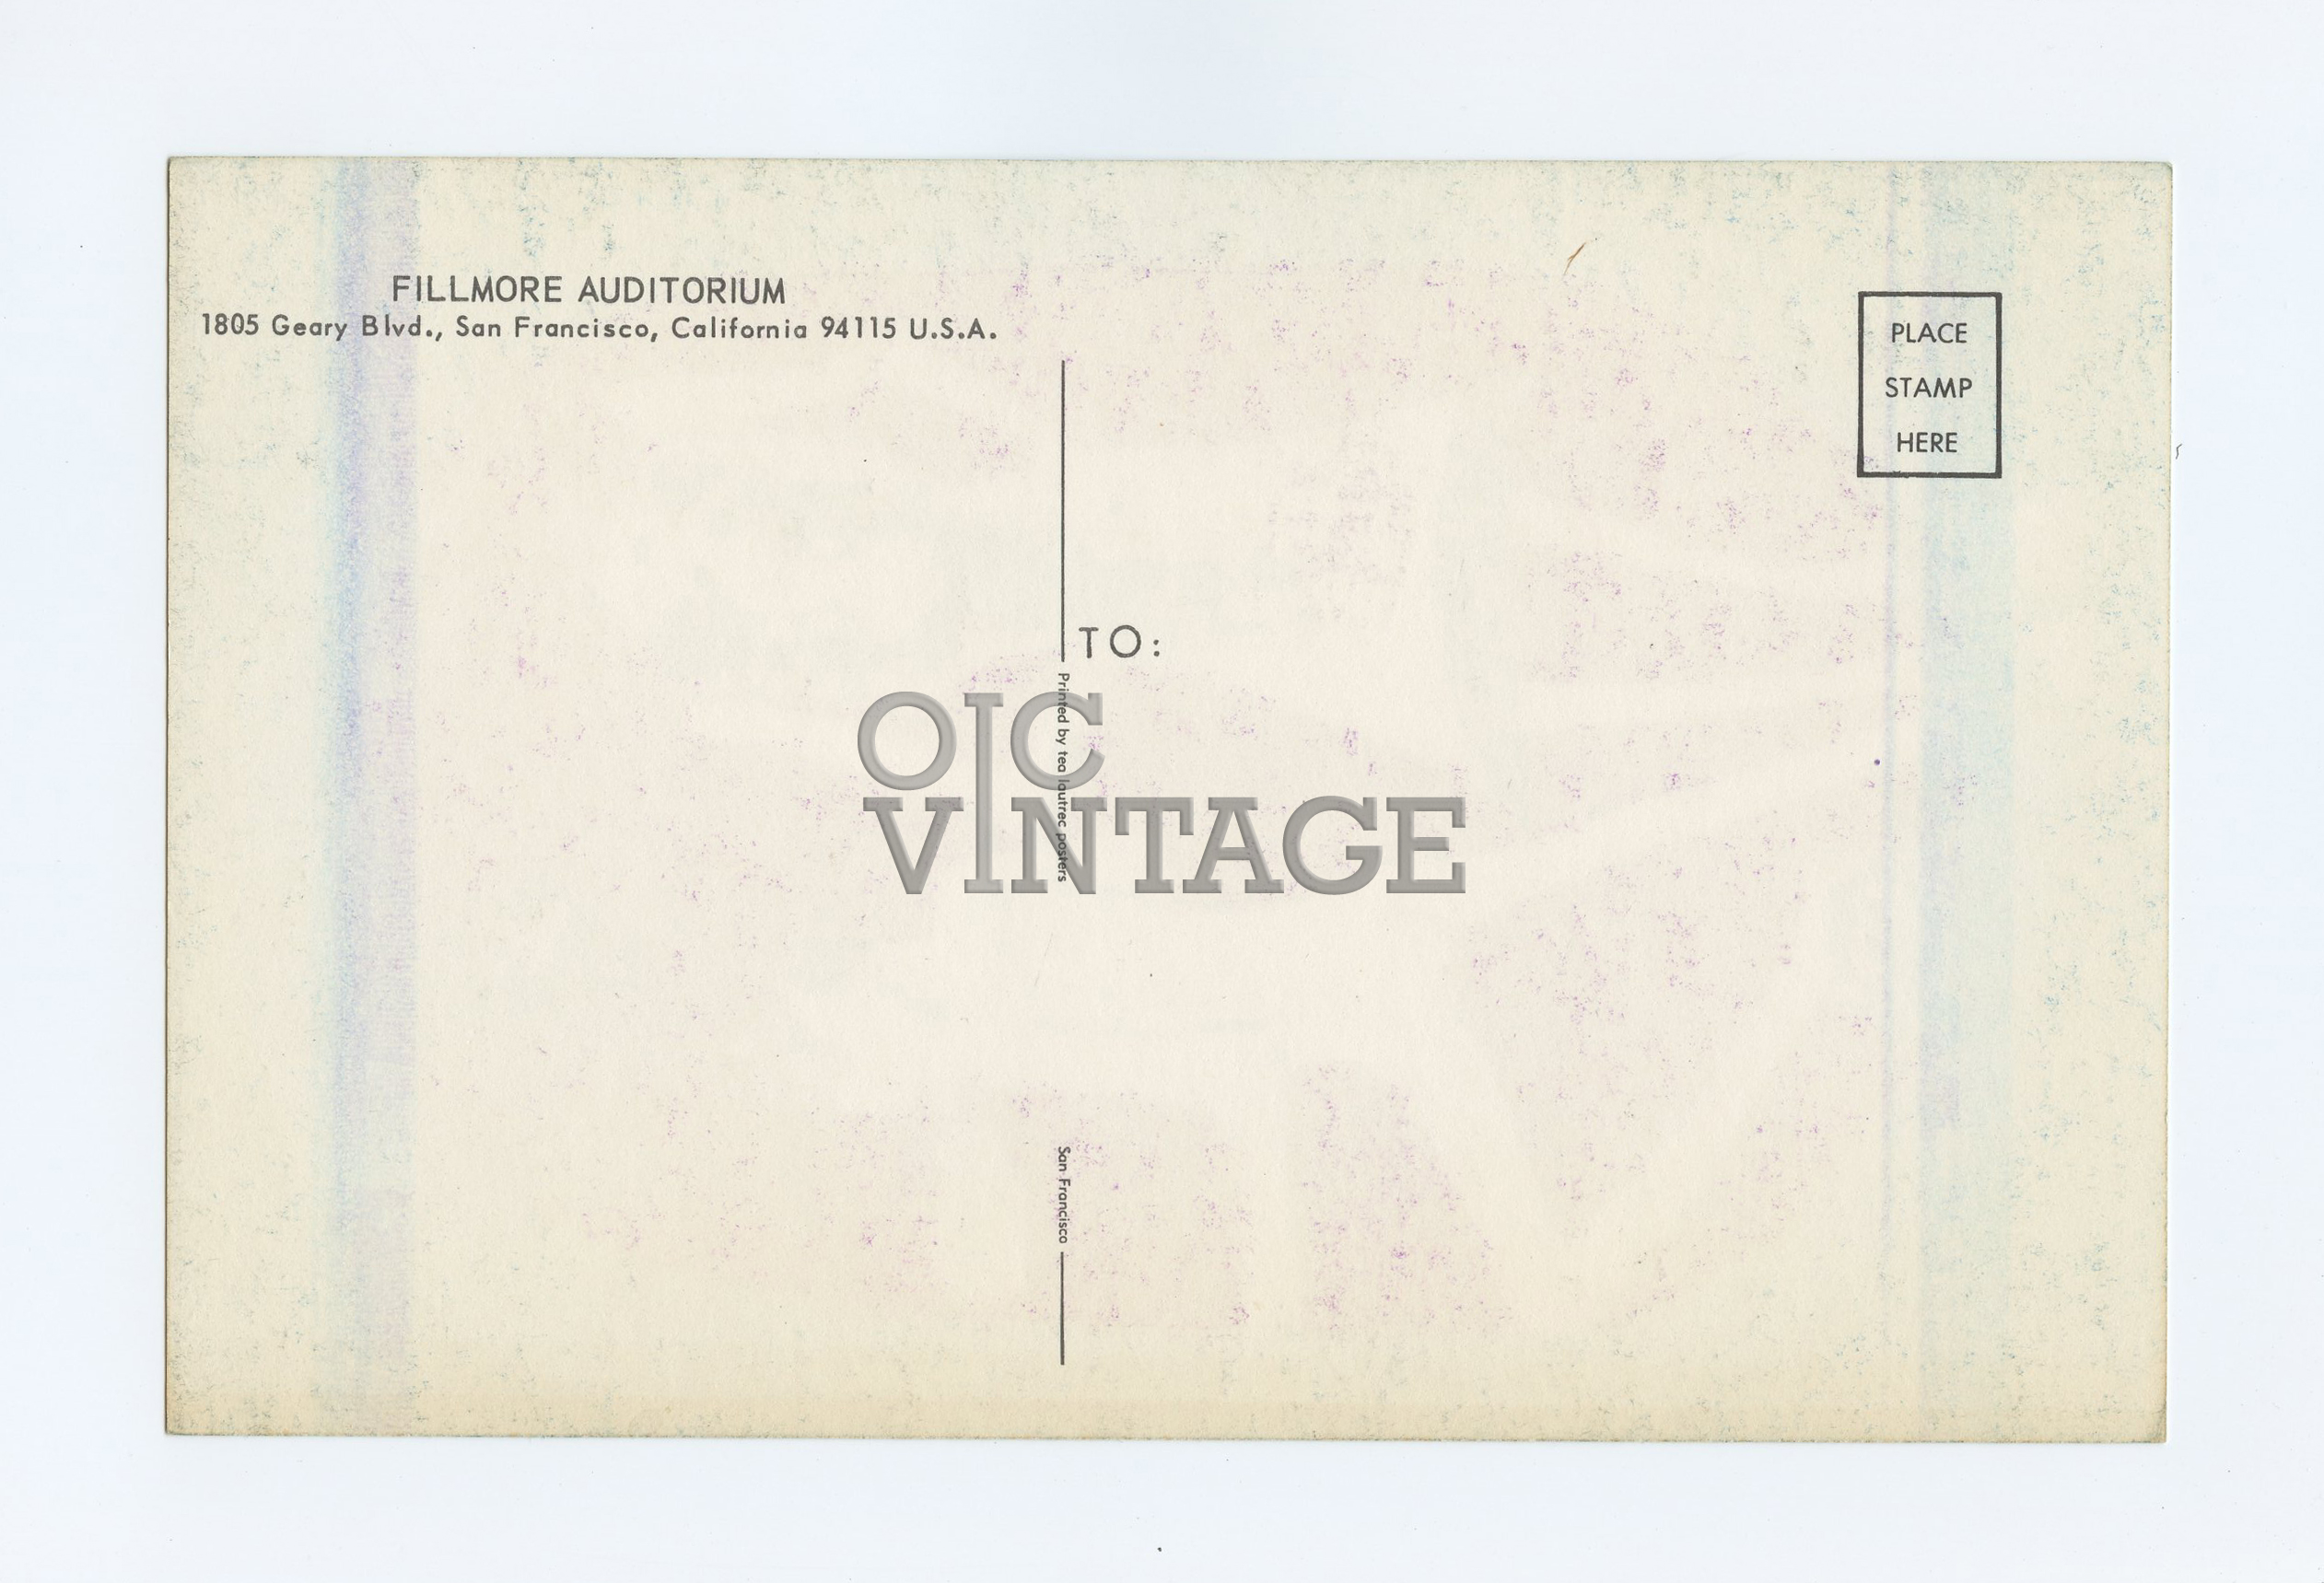 FILLMORE AUDITORIUM
1805 Geary Blvd., San Francisco, California 94115 U.S.A.
PLACE
STAMP
HERE
TO:
Printed by tea lautrec posters
San Francisco
OIC
VINTAGE